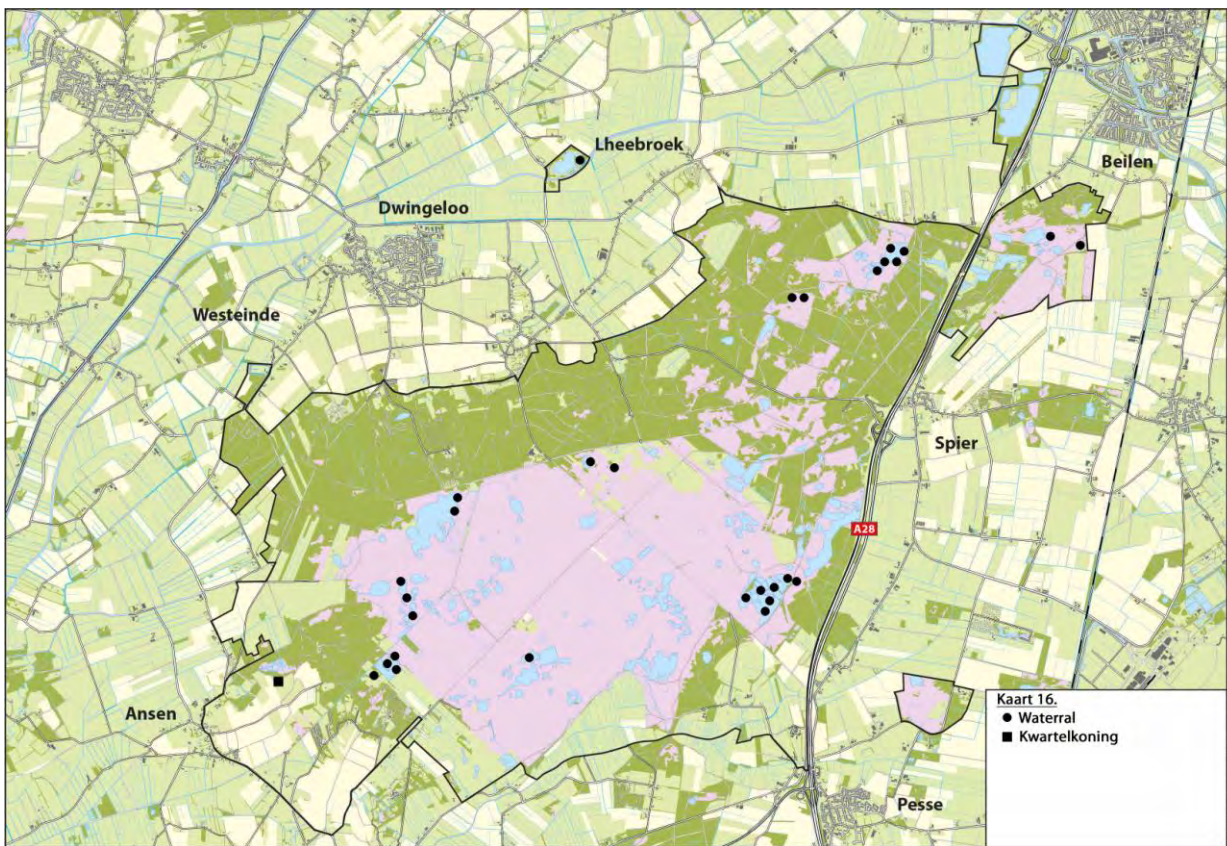 Lheebroek
Beilen
Dwingeloo
Westeinde
Spier
A28
Ansen
Pesse
Kaart 16.
Waterral
Kwartelkoning